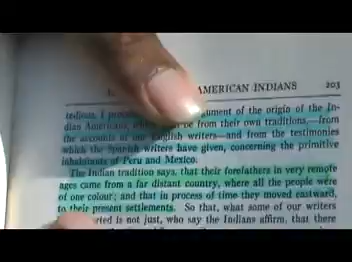 AMERICAN INDIANS 203
tedious, I proceed argument of the origin of the In-
dian Americans, be from their own traditions,—from
the accounts of our English writers—and from the testimonies
which the Spanish writers have given, concerning the primitive
inhabitants of Peru and Mexico.
The Indian tradition says, that their forefathers in very remote
ages came from a far distant country, where all the people were
of one colour; and that in process of time they moved eastward,
to their present settlements. So that, what some of our writers
is not just, who say the Indians affirm, that there